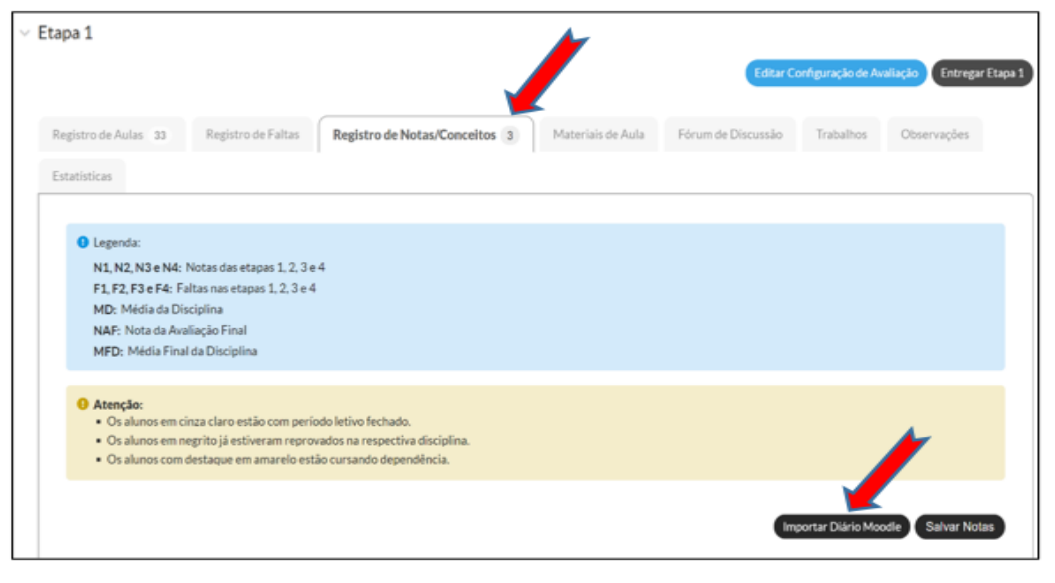 Etapa 1
Editar Configuração de Avaliação
Entregar Etapa 1
Registro de Aulas 33
Registro de Faltas
Registro de Notas/Conceitos 3
Materiais de Aula
Fórum de Discussão
Trabalhos
Observações
Estatísticas
Legenda:
N1, N2, N3 e N4: Notas das etapas 1, 2, 3 e 4
F1, F2, F3 e F4: Faltas nas etapas 1, 2, 3 e 4
MD: Média da Disciplina
NAF: Nota da Avaliação Final
MFD: Média Final da Disciplina
Atenção:
• Os alunos em cinza claro estão com período letivo fechado.
• Os alunos em negrito já estiveram reprovados na respectiva disciplina.
• Os alunos com destaque em amarelo estão cursando dependência.
Importar Diário Moodle
Salvar Notas